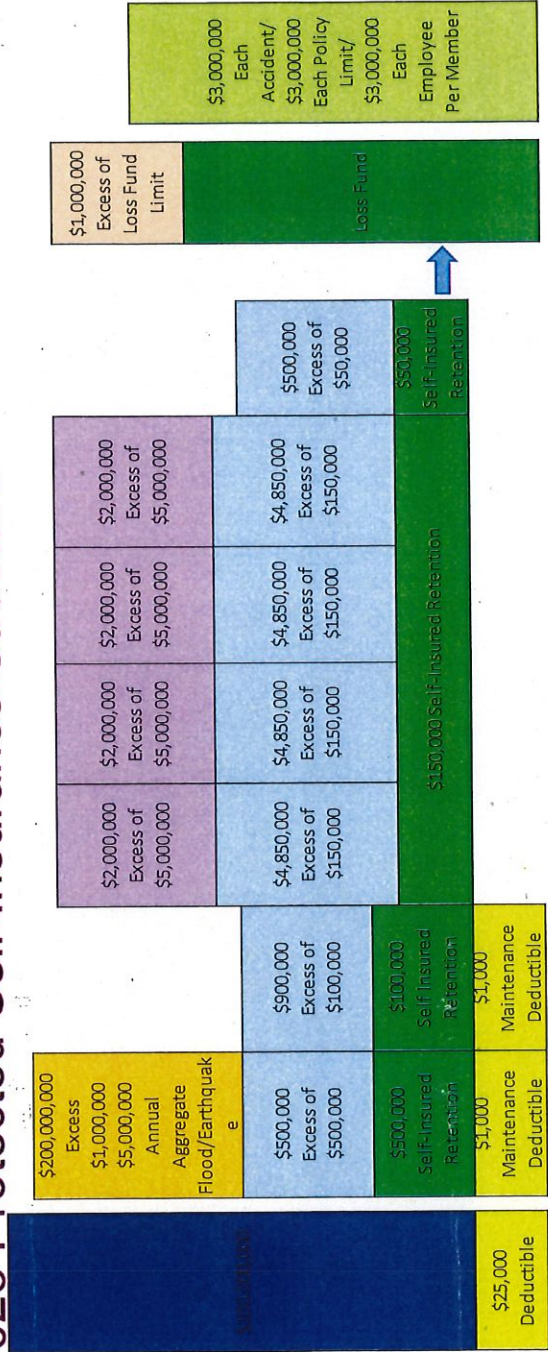 Protected Self-Insurance
$200,000,000
Excess
$1,000,000
$5,000,000
Annual
Aggregate
Flood/Earthquak
e
$500,000
Excess of
$500,000
$500,000
Self-Insured
Retention
$1,000
Maintenance
Deductible
$25,000
Deductible
$900,000
Excess of
$100,000
$100,000
Self Insured
Retention
$1,000
Maintenance
Deductible
$2,000,000
Excess of
$5,000,000
$2,000,000
Excess of
$5,000,000
$2,000,000
Excess of
$5,000,000
$2,000,000
Excess of
$5,000,000
$4,850,000
Excess of
$150,000
$4,850,000
Excess of
$150,000
$4,850,000
Excess of
$150,000
$4,850,000
Excess of
$150,000
$150,000 Self-Insured Retention
$500,000
Excess of
$50,000
$50,000
Self-Insured
Retention
$1,000,000
Excess of
Loss Fund
Limit
Loss Fund
$3,000,000
Each
Accident/
$3,000,000
Each Policy
Limit/
$3,000,000
Each
Employee
Per Member